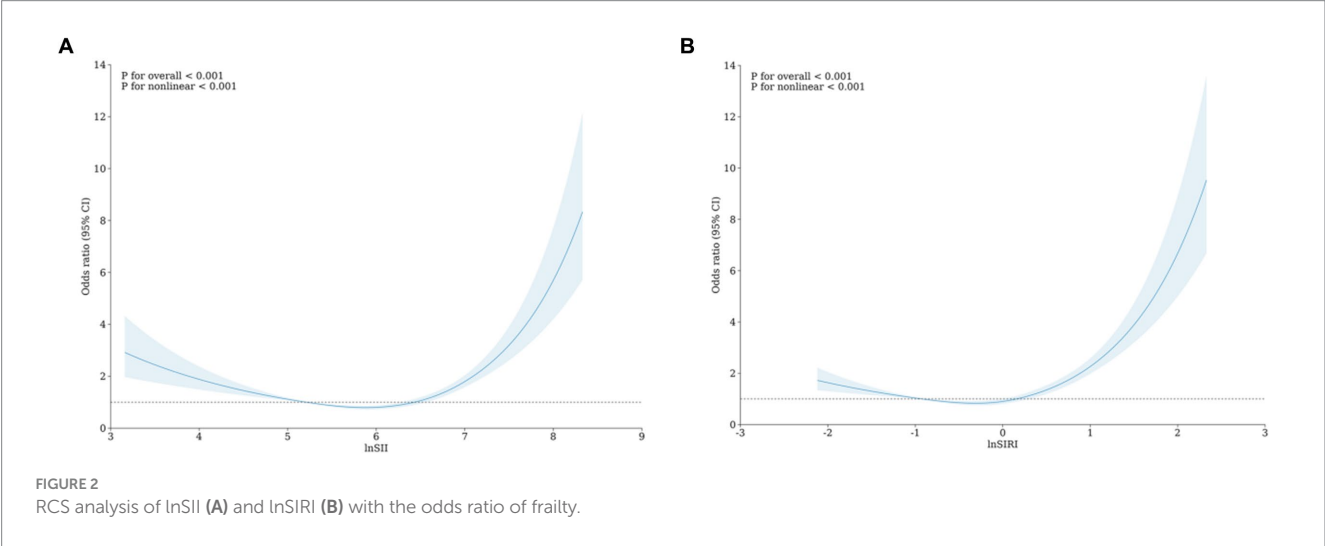 A
P for overall < 0.001
P for nonlinear < 0.001
14
12
10
8
6
4
2
0
Odds ratio (95% CI)
3
4
5
6
7
8
9
lnSII
B
P for overall < 0.001
P for nonlinear < 0.001
14
12
10
8
6
4
2
0
Odds ratio (95% CI)
-3
-2
-1
0
1
2
3
lnSIRI
FIGURE 2
RCS analysis of lnSII (A) and lnSIRI (B) with the odds ratio of frailty.